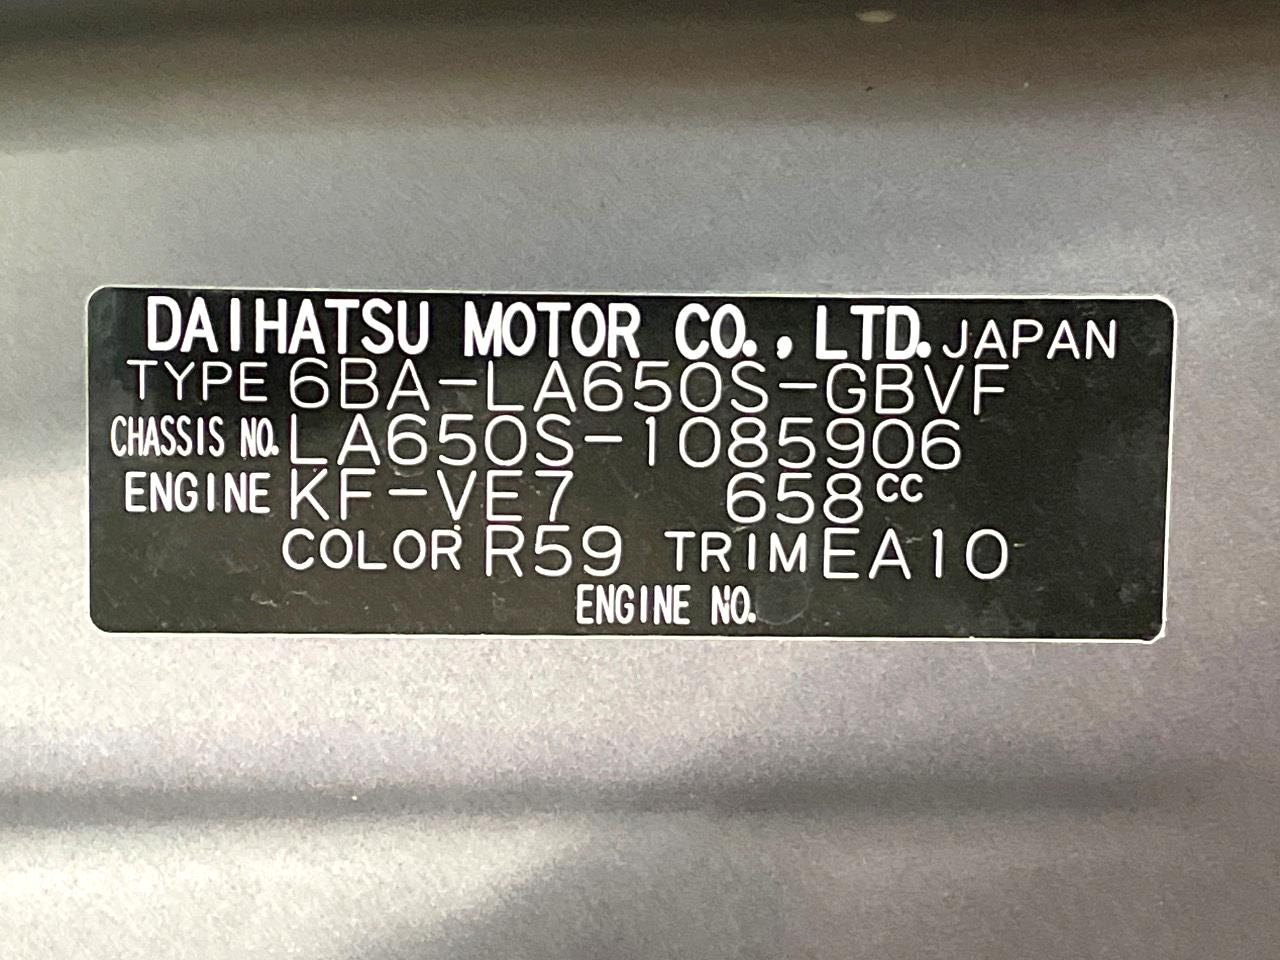 DAIHATSU MOTOR CO., LTD. JAPAN
TYPE 6BA-LA650S-GBVF
CHASSIS NO. LA650S-1085906
ENGINE KF-VE7 658cc
COLOR R59 TRIM EA10
ENGINE NO.